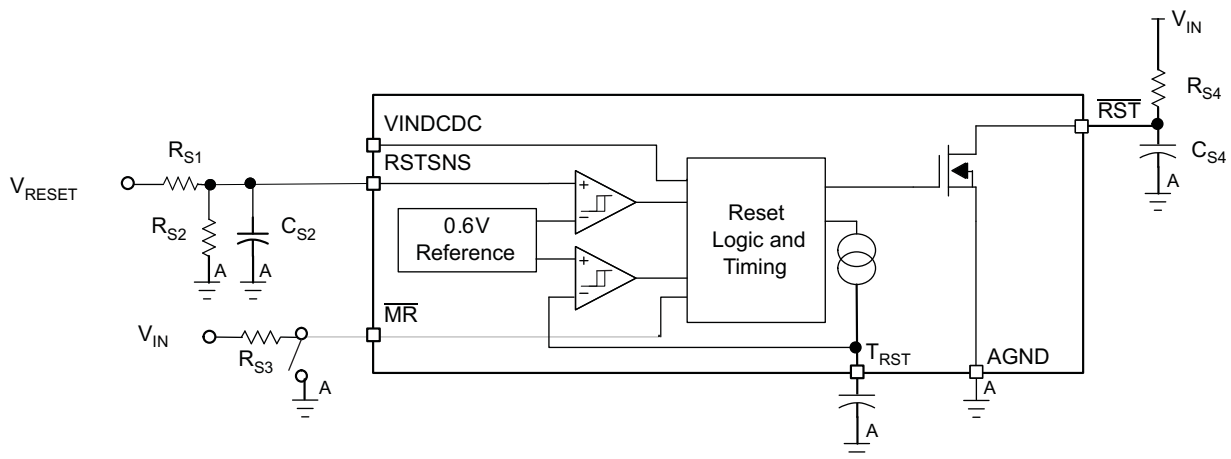 V_IN
R_S4
RST
C_S4
A
VINDCDC
RSTSNS
R_S1
V_RESET
R_S2
C_S2
A
A
+
–
0.6V
Reference
+
–
Reset
Logic and
Timing
MR
V_IN
R_S3
A
T_RST
AGND
A
A